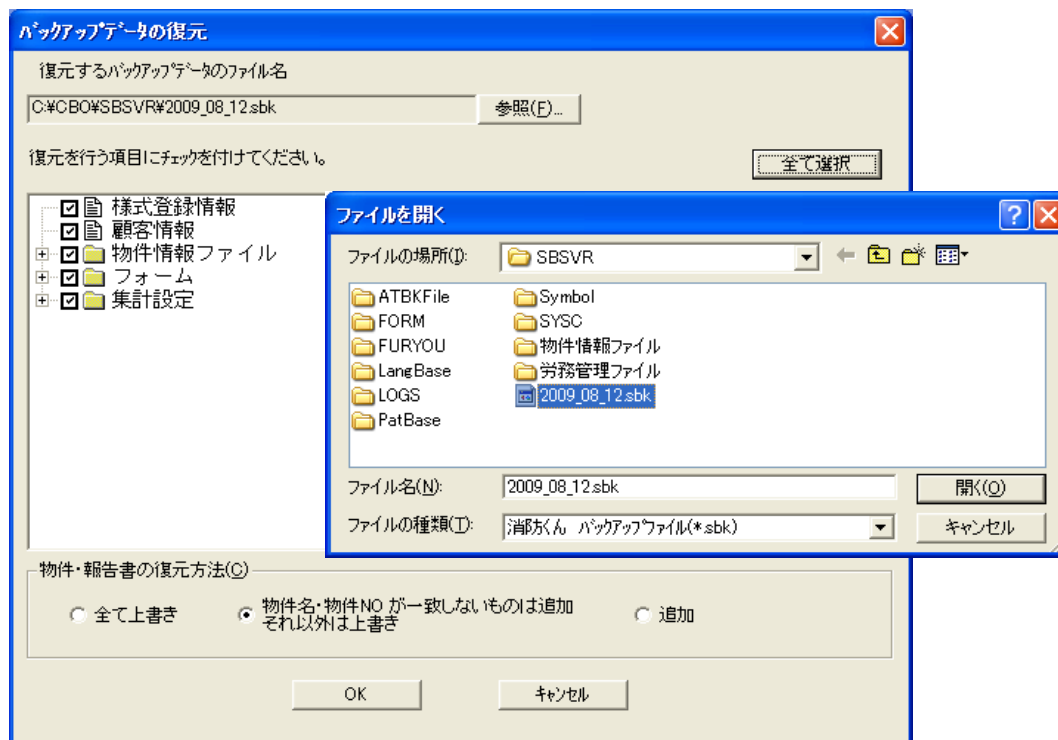 バックアップデータの復元
復元するバックアップデータのファイル名
C:¥CBO¥SBSVR¥2009_08_12.sbk
参照(F)...
復元を行う項目にチェックを付けてください。
全て選択
様式登録情報
顧客情報
物件情報ファイル
フォーム
集計設定
ファイルを開く
ファイルの場所(I):
SBSVR
ATBKFile
FORM
FURYOU
LangBase
LOGS
PatBase
Symbol
SYSC
物件情報ファイル
労務管理ファイル
2009_08_12.sbk
ファイル名(N):
2009_08_12.sbk
開く(O)
ファイルの種類(T):
消防くん バックアップファイル(*.sbk)
キャンセル
物件・報告書の復元方法(C)
全て上書き
物件名・物件NO が一致しないものは追加
それ以外は上書き
追加
OK
キャンセル